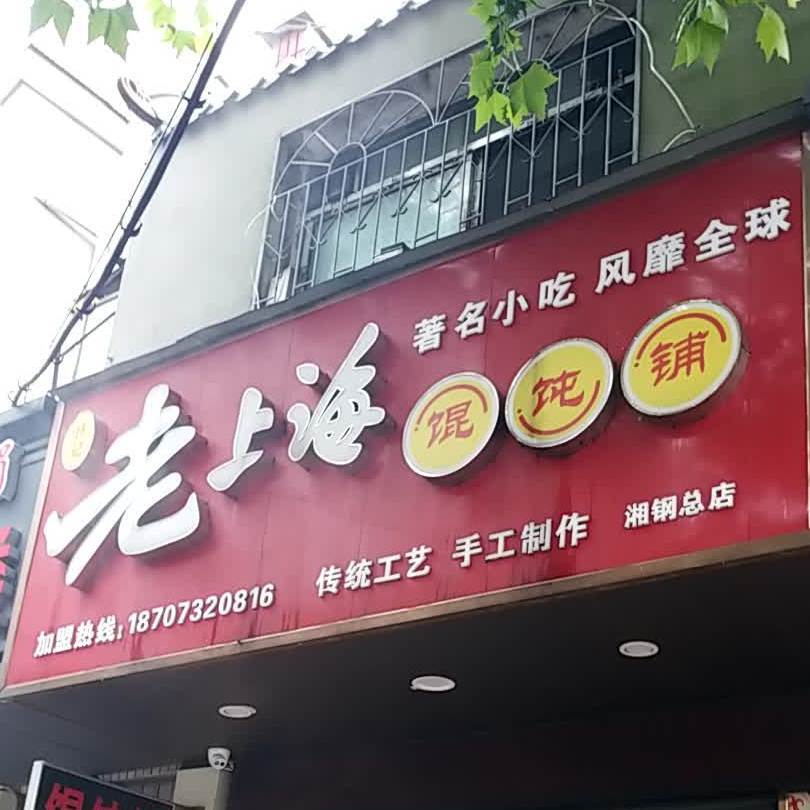 著名小吃 风靡全球
老上海
馄饨铺
加盟热线:18707320816
传统工艺 手工制作
湘钢总店